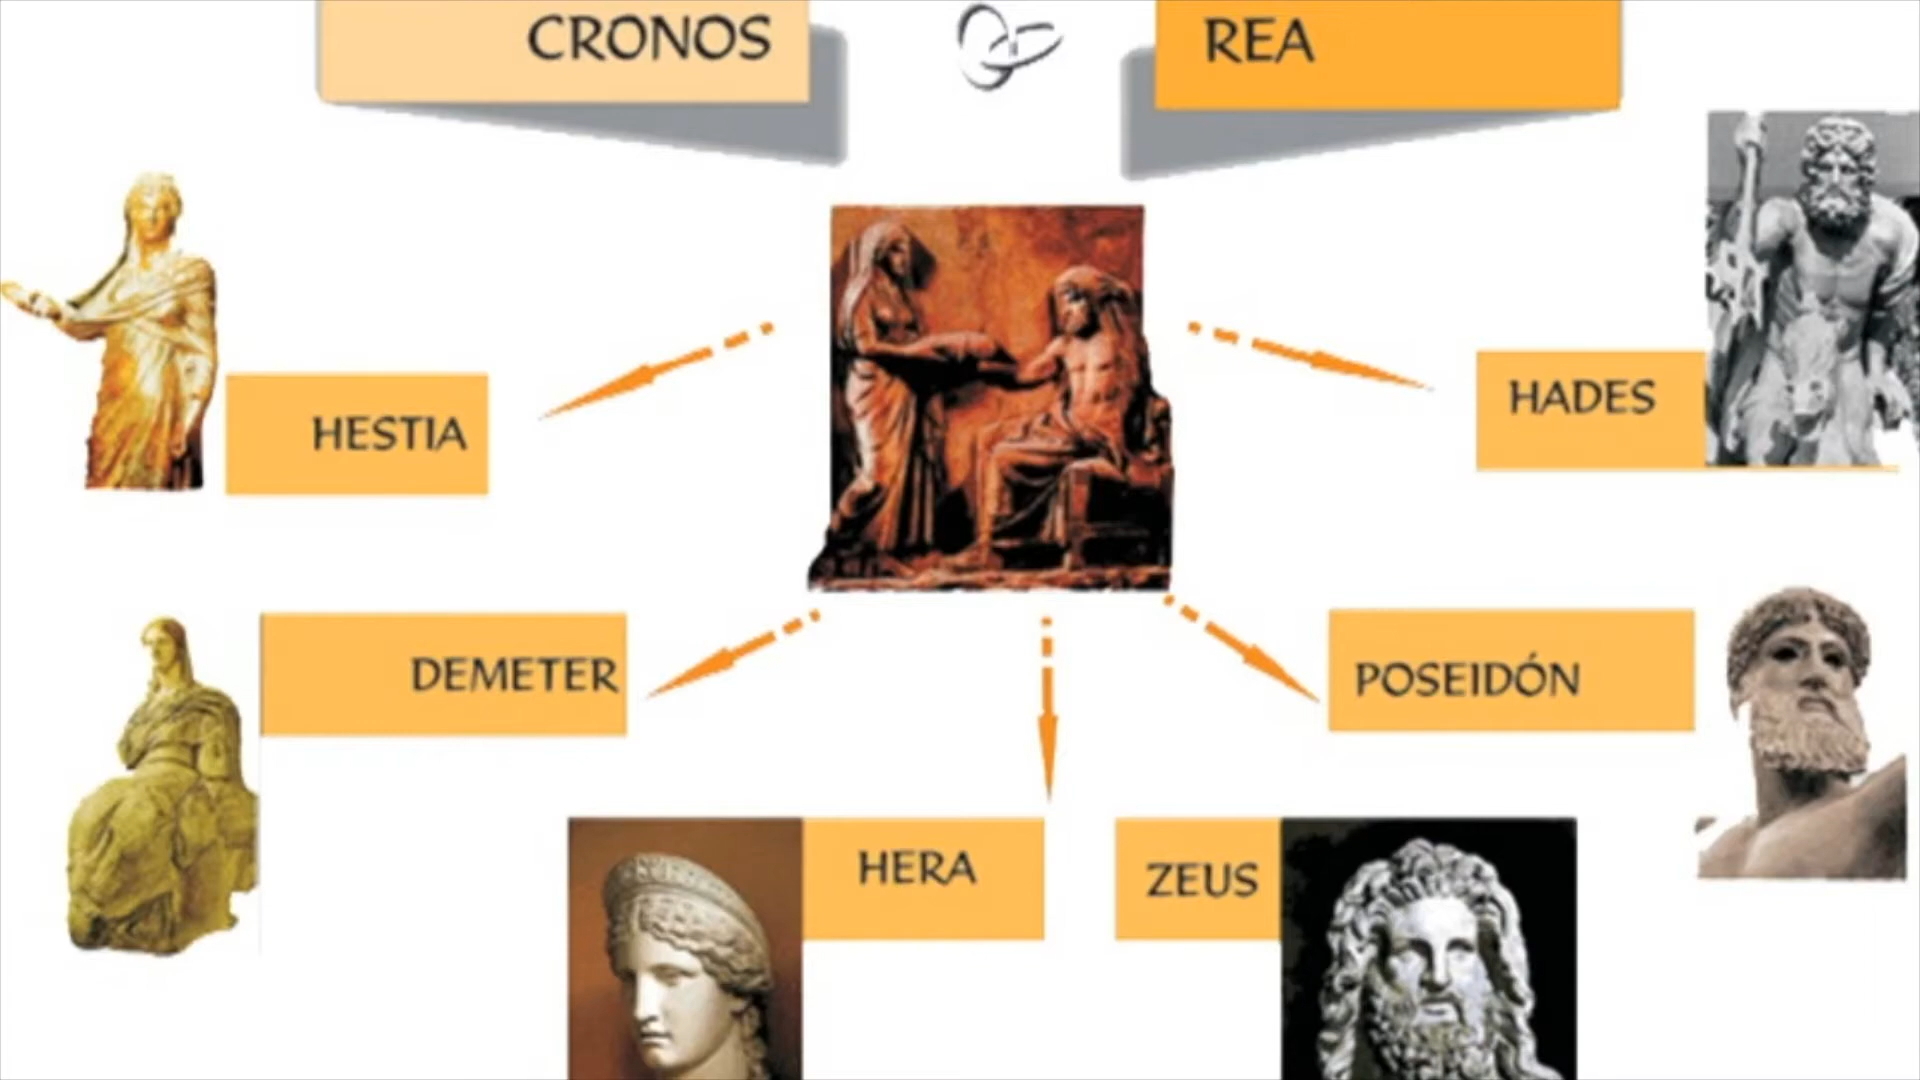 CRONOS
REA
HESTIA
HADES
DEMETER
POSEIDÓN
HERA
ZEUS